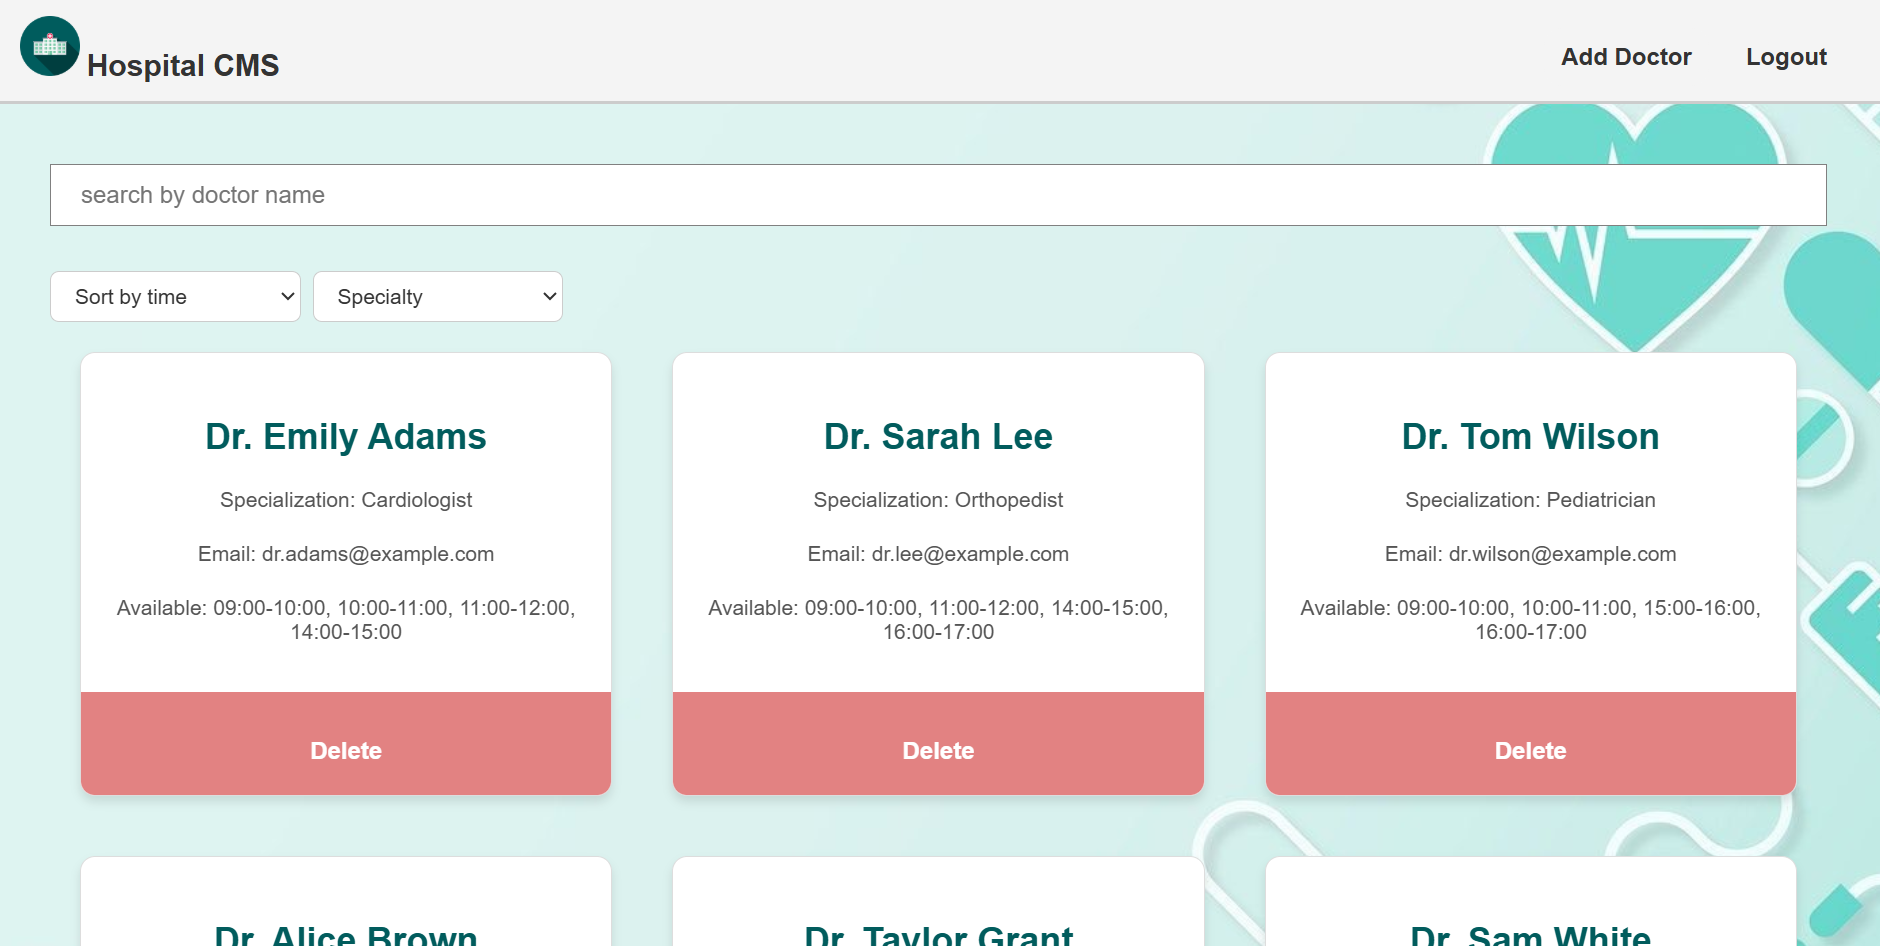 Hospital CMS
Add Doctor
Logout
search by doctor name
Sort by time
Specialty
Dr. Emily Adams
Specialization: Cardiologist
Email: dr.adams@example.com
Available: 09:00-10:00, 10:00-11:00, 11:00-12:00,
14:00-15:00
Delete
Dr. Sarah Lee
Specialization: Orthopedist
Email: dr.lee@example.com
Available: 09:00-10:00, 11:00-12:00, 14:00-15:00,
16:00-17:00
Delete
Dr. Tom Wilson
Specialization: Pediatrician
Email: dr.wilson@example.com
Available: 09:00-10:00, 10:00-11:00, 15:00-16:00,
16:00-17:00
Delete
Dr. Alice Brown
Dr. Taylor Grant
Dr. Sam White